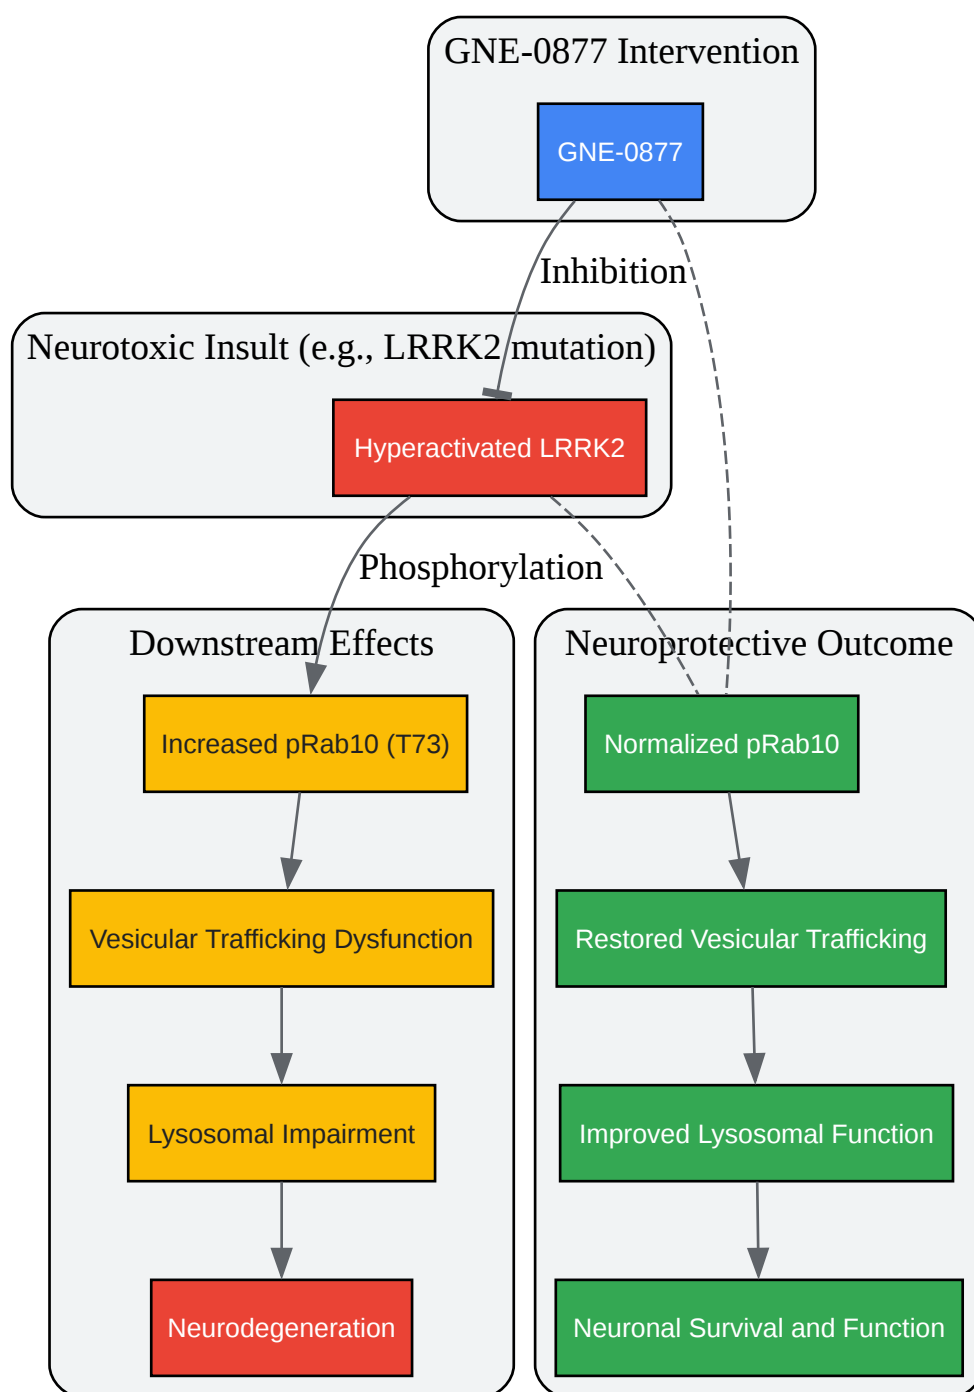 GNE-0877 Intervention
GNE-0877
Inhibition
Neurotoxic Insult (e.g., LRRK2 mutation)
Hyperactivated LRRK2
Phosphorylation
Downstream Effects
Increased pRab10 (T73)
Vesicular Trafficking Dysfunction
Lysosomal Impairment
Neurodegeneration
Neuroprotective Outcome
Normalized pRab10
Restored Vesicular Trafficking
Improved Lysosomal Function
Neuronal Survival and Function